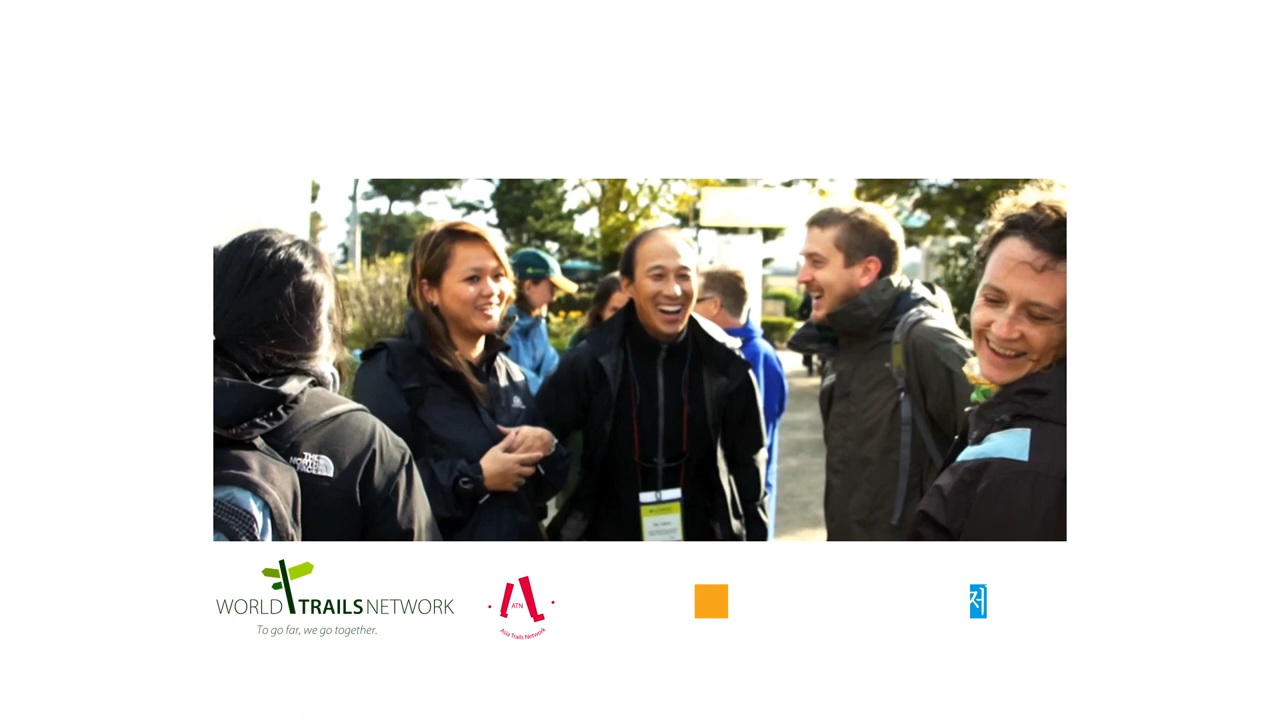 THE
NORTH
FACE
WORLD TRAILS NETWORK
To go far, we go together.
ATN
Asia Trails Network
제